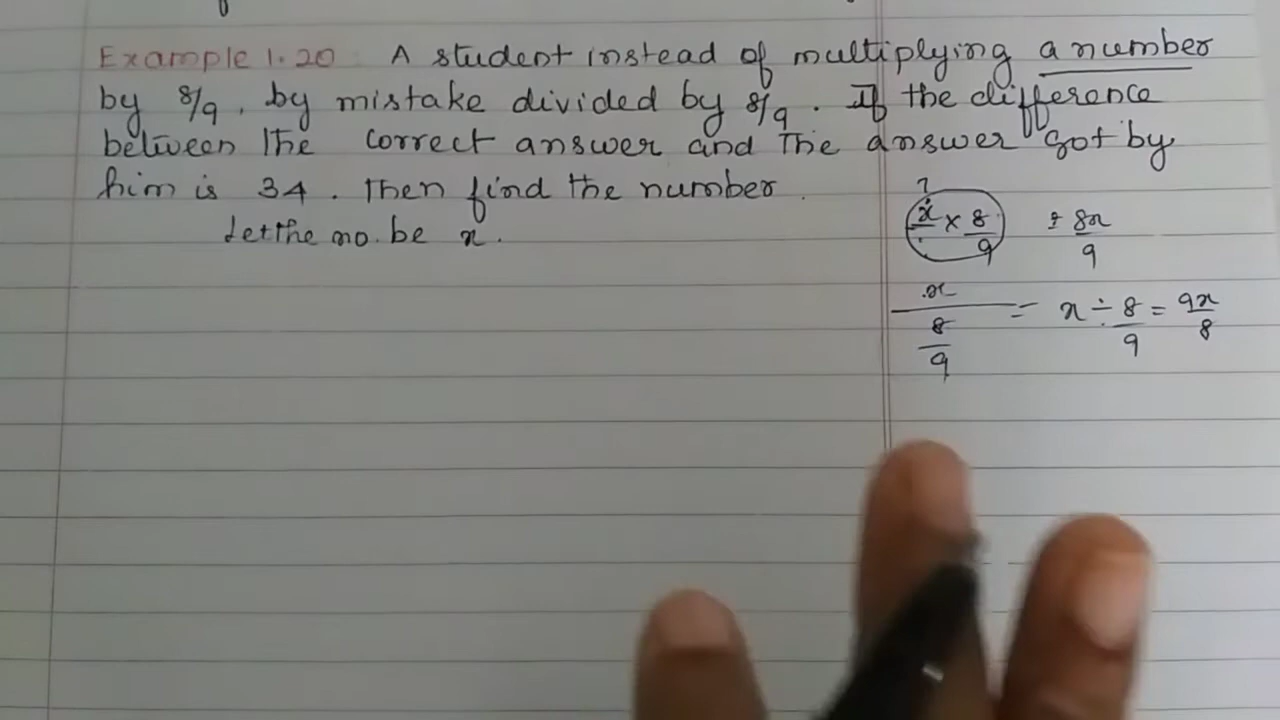 Example 1.20 A student instead of multiplying a number
by 8/9, by mistake divided by 8/9. If the difference
between the correct answer and the answer got by
him is 34. Then find the number.
Let the no. be x.
x × 8/9 = 8x/9
x/(8/9) = x ÷ 8/9 = 9x/8